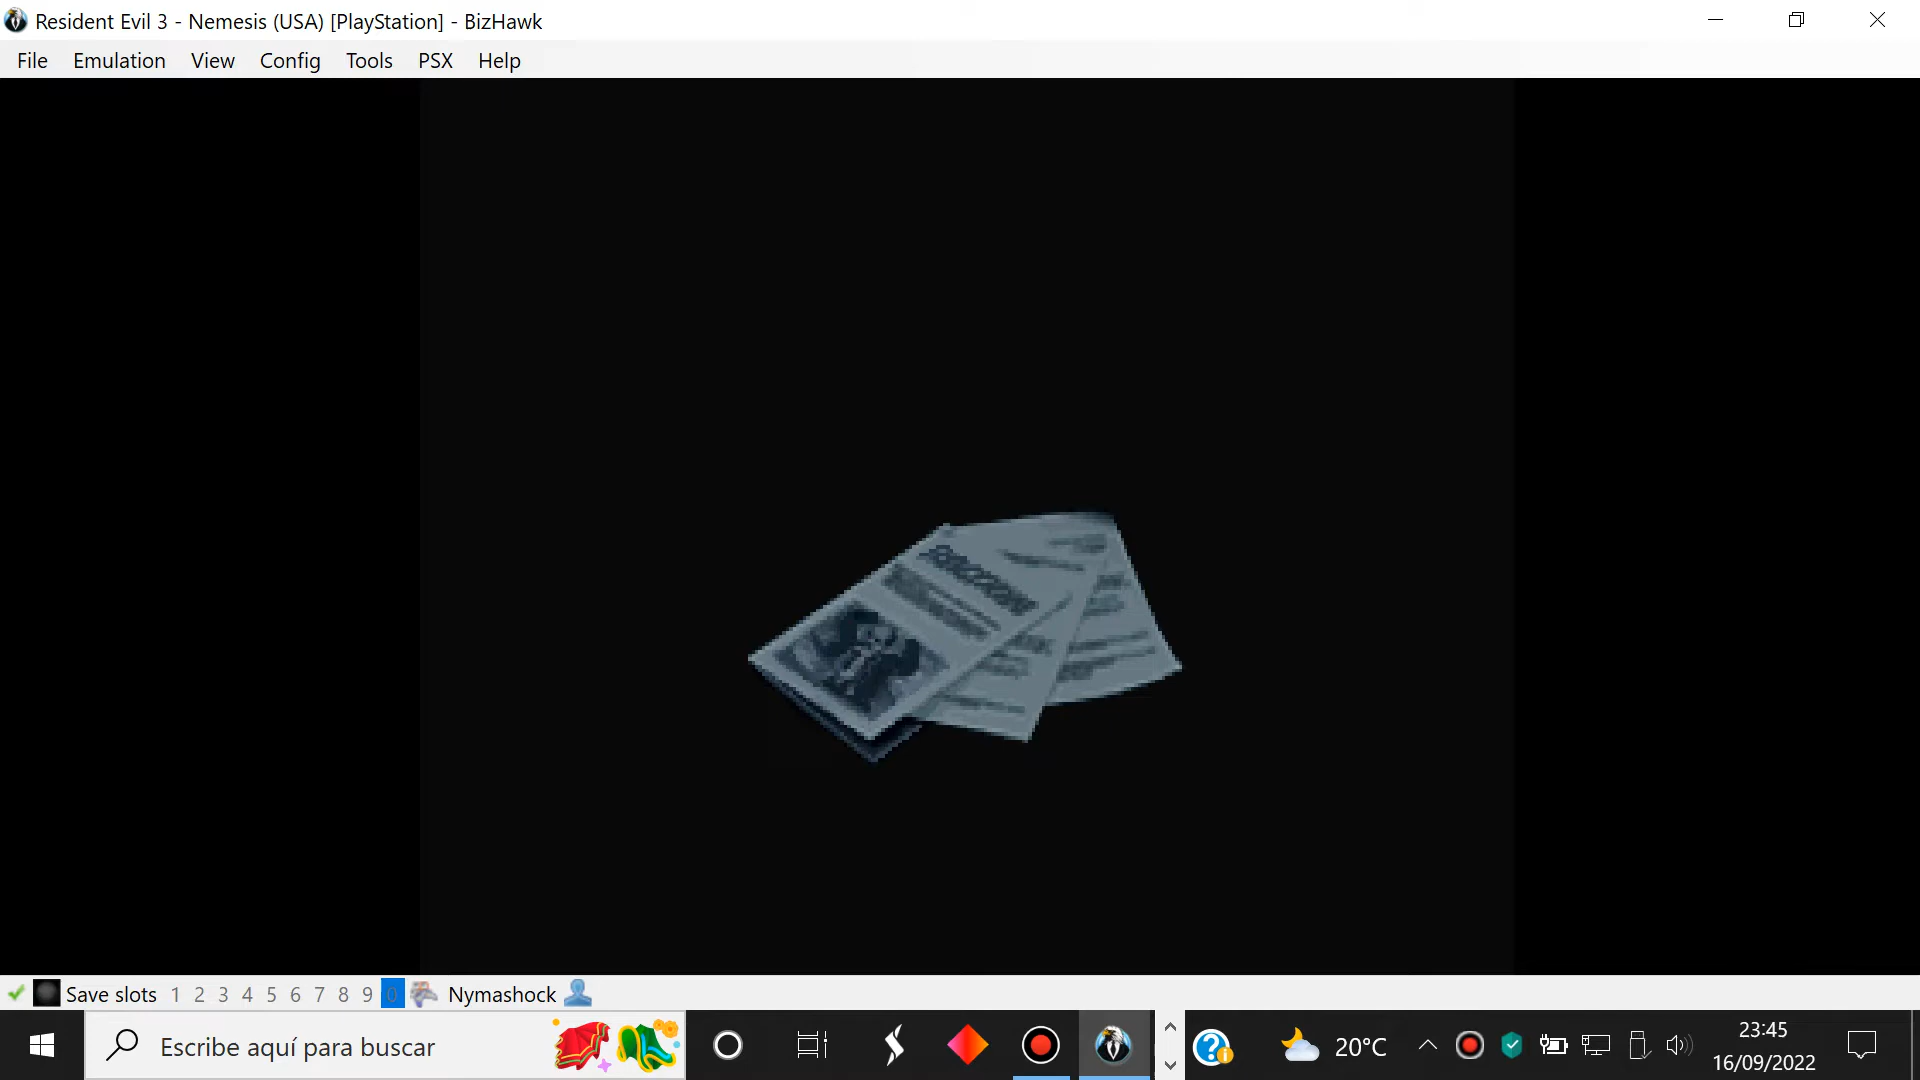 Resident Evil 3 - Nemesis (USA) [PlayStation] - BizHawk
File Emulation View Config Tools PSX Help
Save slots 1 2 3 4 5 6 7 8 9 0 Nymashock
Escribe aquí para buscar
20°C
23:45
16/09/2022